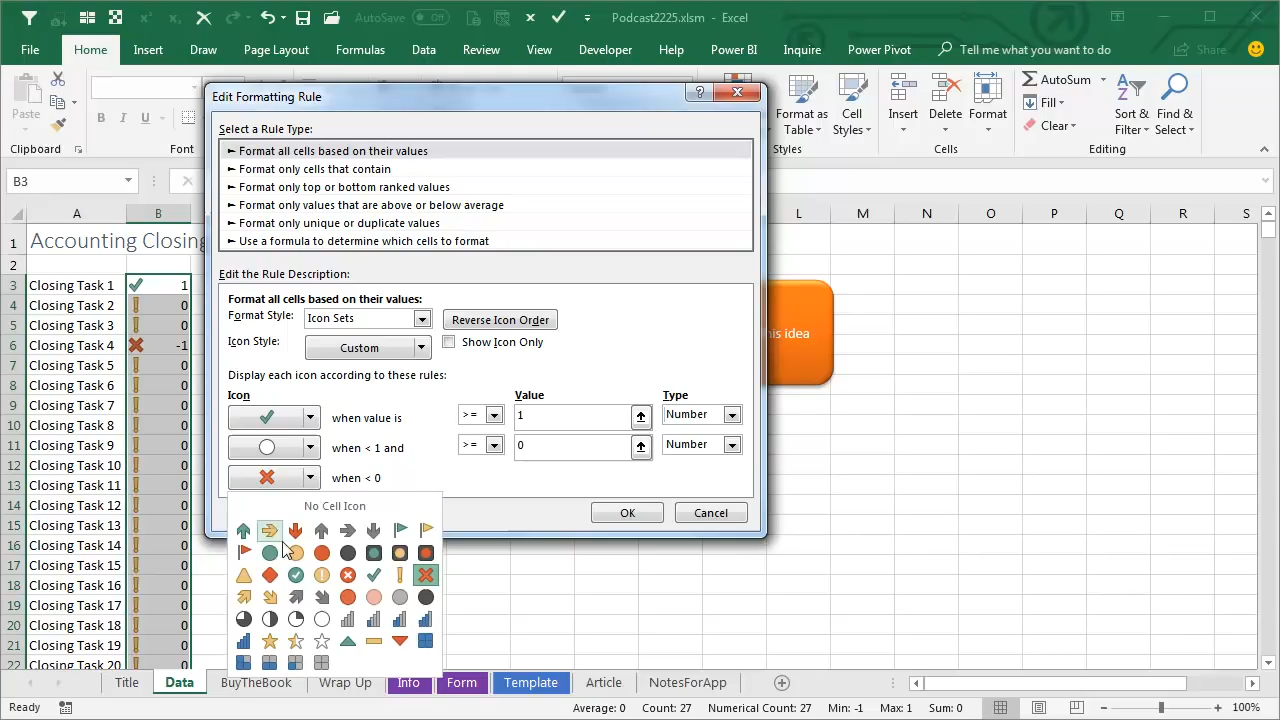 AutoSave Off
Podcast2225.xlsm - Excel
File Home Insert Draw Page Layout Formulas Data Review View Developer Help Power BI Inquire Power Pivot Tell me what you want to do Share
Paste
B I U
Format as Table
Cell Styles
Insert
Delete
Format
AutoSum
Fill
Clear
Sort & Filter
Find & Select
Clipboard Font Styles Cells Editing
B3
A B L M N O P Q R S
1 Accounting Closing
2
3 Closing Task 1 1
4 Closing Task 2 0
5 Closing Task 3 0
6 Closing Task 4 -1
7 Closing Task 5 0
8 Closing Task 6 0
9 Closing Task 7 0
10 Closing Task 8 0
11 Closing Task 9 0
12 Closing Task 10 0
13 Closing Task 11 0
14 Closing Task 12 0
15 Closing Task 13 0
16 Closing Task 14 0
17 Closing Task 15 0
18 Closing Task 16 0
19 Closing Task 17 0
20 Closing Task 18 0
21 Closing Task 19 0
22 Closing Task 20 0
his idea
Edit Formatting Rule
Select a Rule Type:
► Format all cells based on their values
► Format only cells that contain
► Format only top or bottom ranked values
► Format only values that are above or below average
► Format only unique or duplicate values
► Use a formula to determine which cells to format
Edit the Rule Description:
Format all cells based on their values:
Format Style: Icon Sets Reverse Icon Order
Icon Style: Custom Show Icon Only
Display each icon according to these rules:
Icon Value Type
when value is >= 1 Number
when < 1 and >= 0 Number
when < 0
No Cell Icon
OK Cancel
Title Data BuyTheBook Wrap Up Info Form Template Article NotesForApp
Ready Average: 0 Count: 27 Numerical Count: 27 Min: -1 Max: 1 Sum: 0 100%